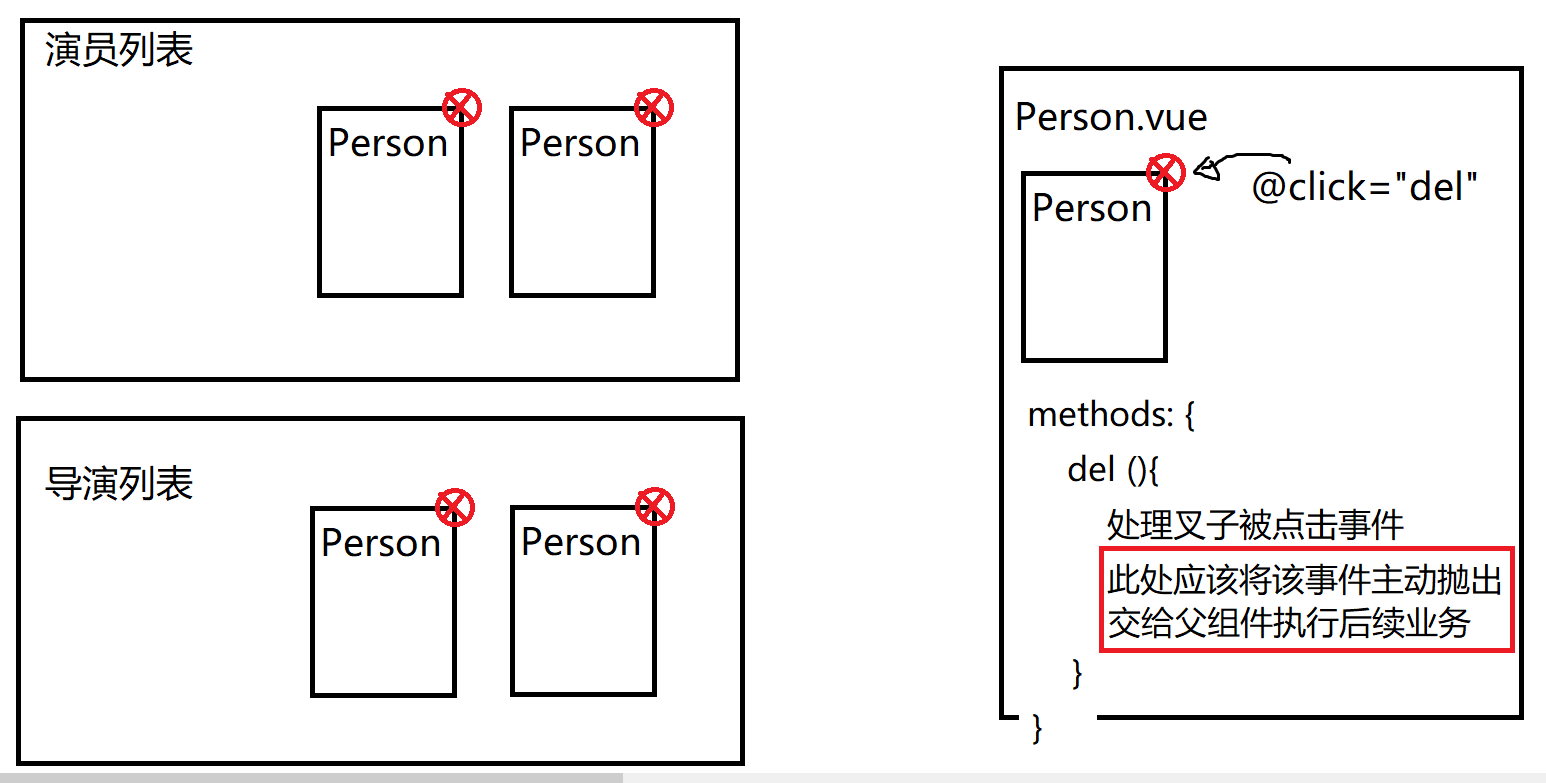 演员列表
Person
Person
导演列表
Person
Person
Person.vue
@click="del"
Person
methods: {
del (){
处理叉子被点击事件
此处应该将该事件主动抛出
交给父组件执行后续业务
}
}